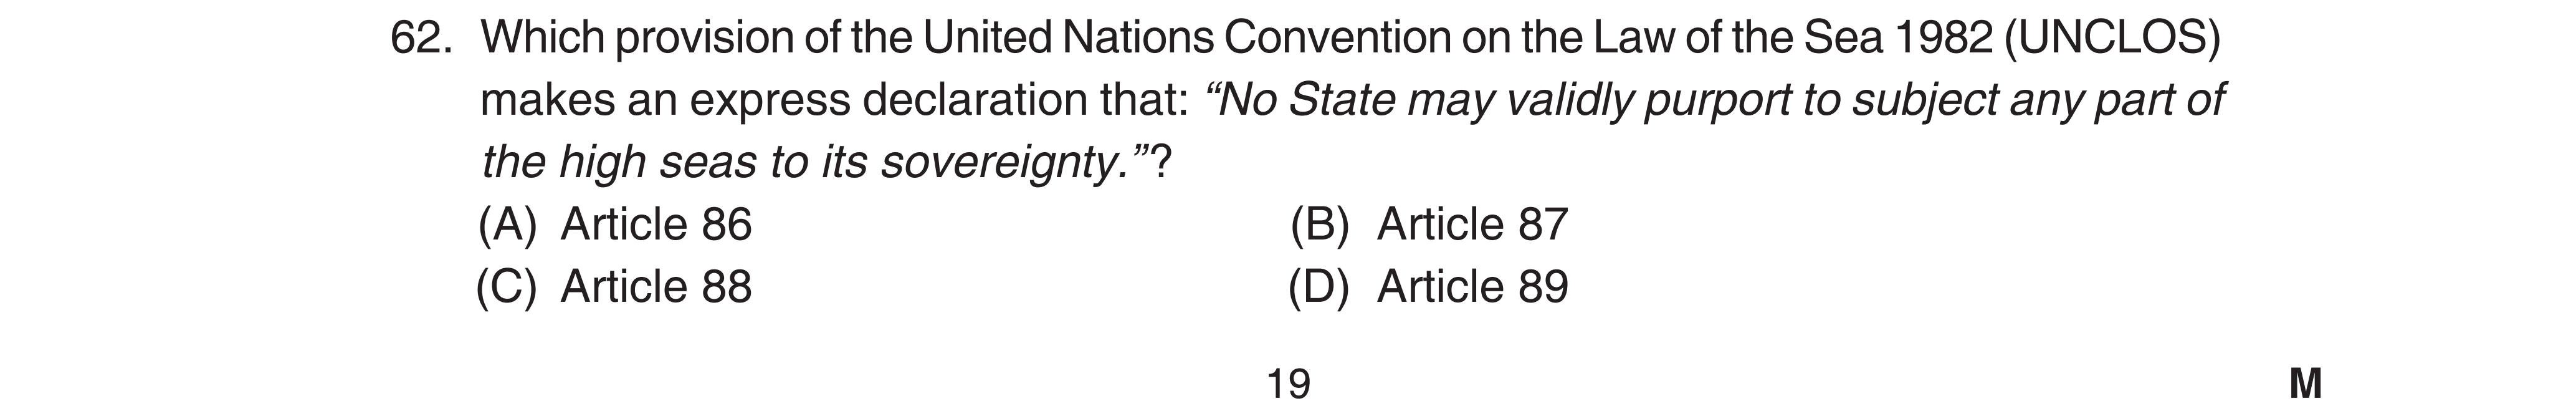 62. Which provision of the United Nations Convention on the Law of the Sea 1982 (UNCLOS)
makes an express declaration that: “No State may validly purport to subject any part of
the high seas to its sovereignty.”?
(A) Article 86 (B) Article 87
(C) Article 88 (D) Article 89
19 M